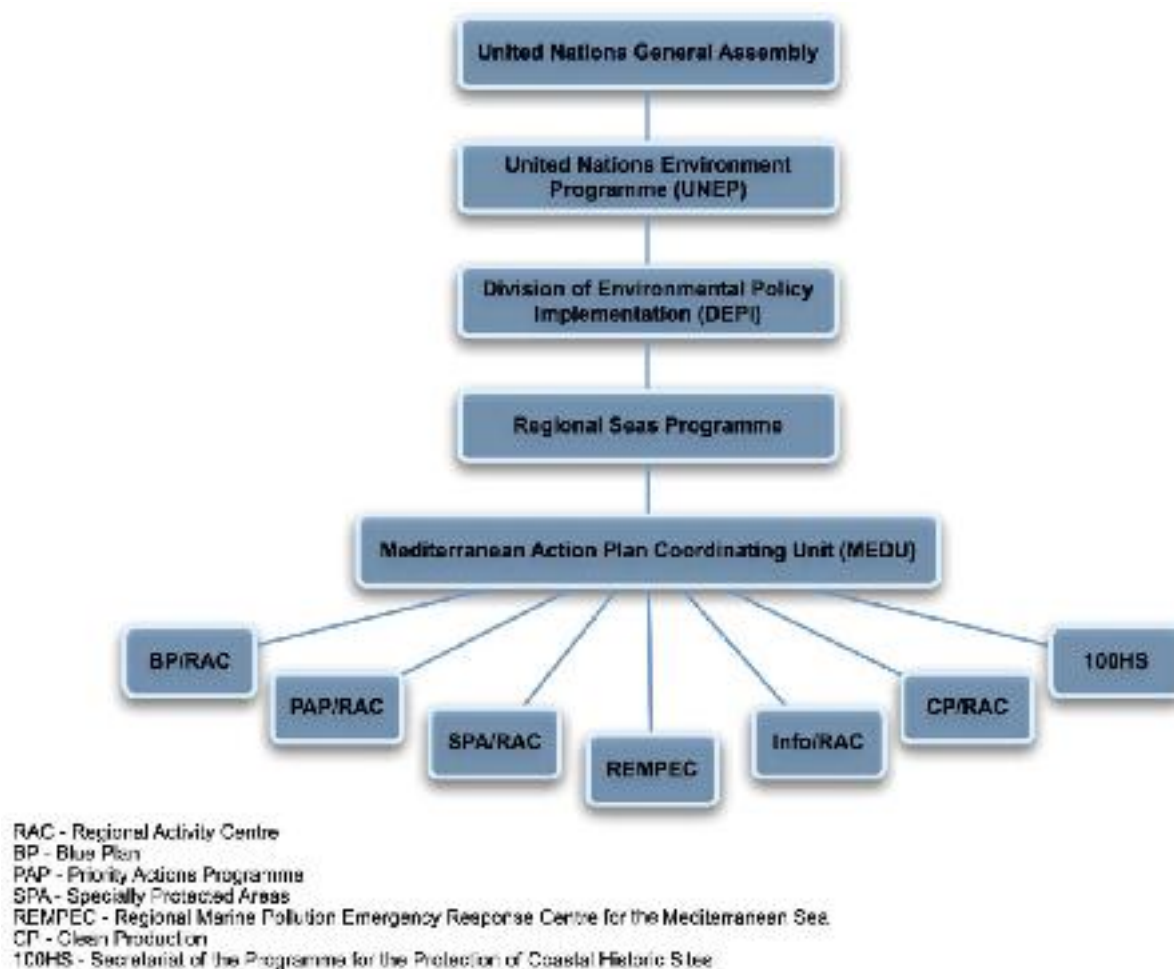 United Nations General Assembly
United Nations Environment
Programme (UNEP)
Division of Environmental Policy
Implementation (DEPI)
Regional Seas Programme
Mediterranean Action Plan Coordinating Unit (MEDU)
BP/RAC
PAP/RAC
SPA/RAC
REMPEC
Info/RAC
CP/RAC
100HS
RAC - Regional Activity Centre
BP - Blue Plan
PAP - Priority Actions Programme
SPA - Specially Protected Areas
REMPEC - Regional Marine Pollution Emergency Response Centre for the Mediterranean Sea
CP - Clean Production
100HS - Secretariat of the Programme for the Protection of Coastal Historic Sites